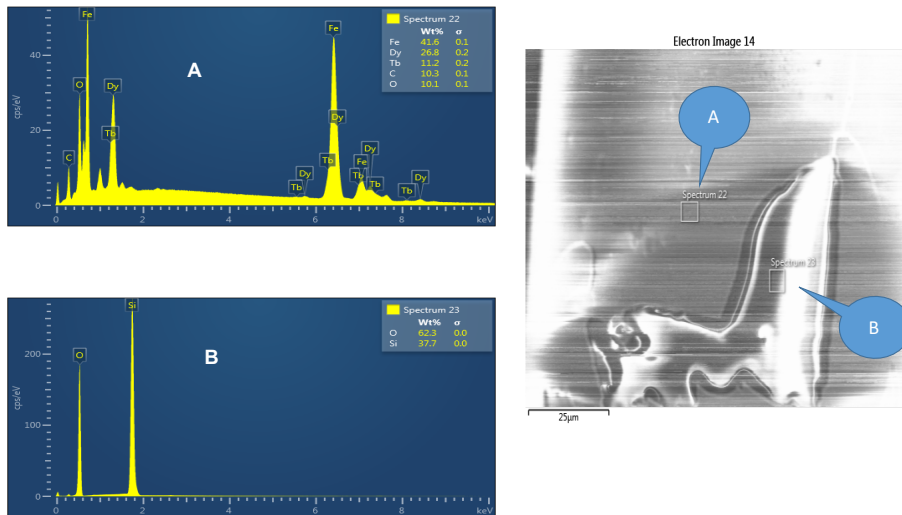 Spectrum 22
Wt% σ
Fe 41.6 0.1
Dy 26.8 0.2
Tb 11.2 0.2
C 10.3 0.1
O 10.1 0.1
A
Fe
O
C
Tb
Dy
Tb
Dy
Fe
Dy
Tb
Tb
Fe
Dy
Tb
Tb
Dy
cps/eV
40
20
0
0 2 4 6 8 keV
Spectrum 23
Wt% σ
O 62.3 0.0
Si 37.7 0.0
B
Si
O
cps/eV
200
100
0
0 2 4 6 8 keV
Electron Image 14
A
Spectrum 22
Spectrum 23
B
25μm